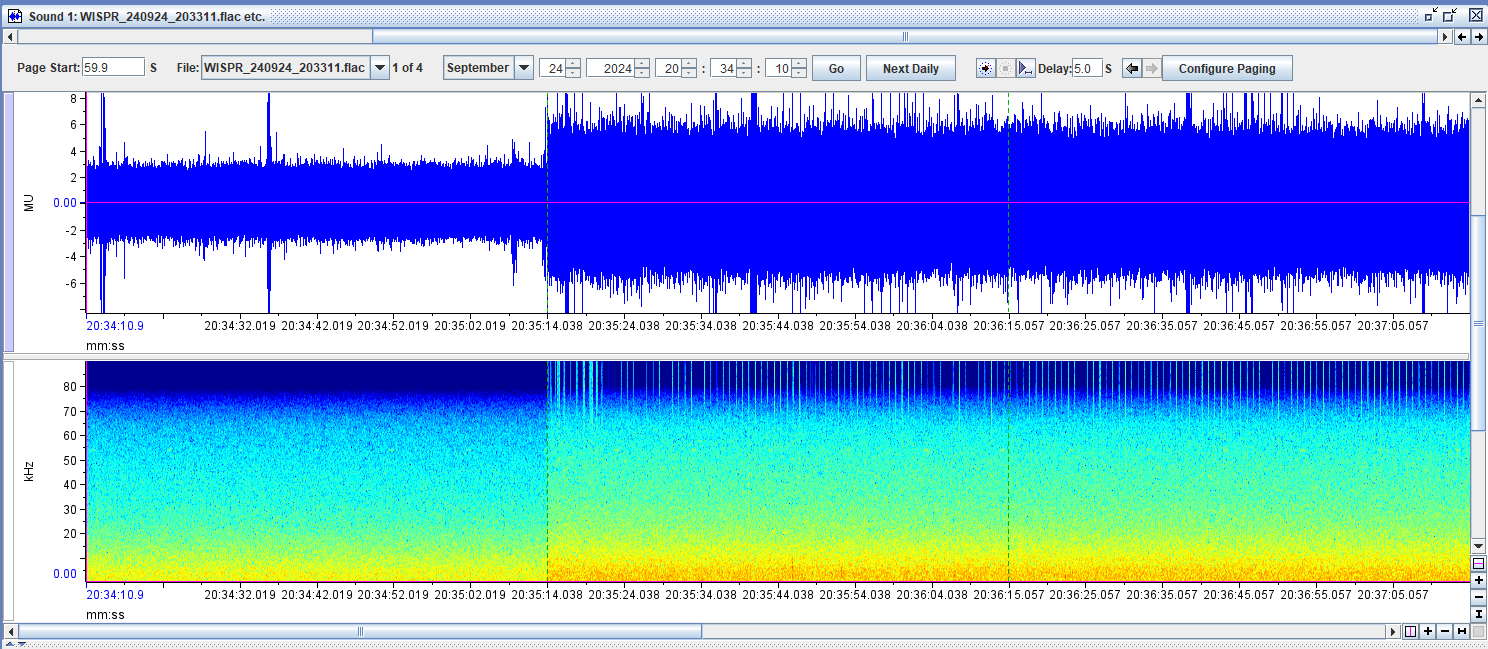 Sound 1: WISPR_240924_203311.flac etc.
Page Start: 59.9 S File: WISPR_240924_203311.flac 1 of 4 September 24 2024 20 : 34 : 10 Go Next Daily Delay: 5.0 S Configure Paging
8
6
4
2
0.00
-2
-4
-6
MU
20:34:10.9 20:34:32.019 20:34:42.019 20:34:52.019 20:35:02.019 20:35:14.038 20:35:24.038 20:35:34.038 20:35:44.038 20:35:54.038 20:36:04.038 20:36:15.057 20:36:25.057 20:36:35.057 20:36:45.057 20:36:55.057 20:37:05.057
mm:ss
80
70
60
50
40
30
20
0.00
kHz
20:34:10.9 20:34:32.019 20:34:42.019 20:34:52.019 20:35:02.019 20:35:14.038 20:35:24.038 20:35:34.038 20:35:44.038 20:35:54.038 20:36:04.038 20:36:15.057 20:36:25.057 20:36:35.057 20:36:45.057 20:36:55.057 20:37:05.057
mm:ss